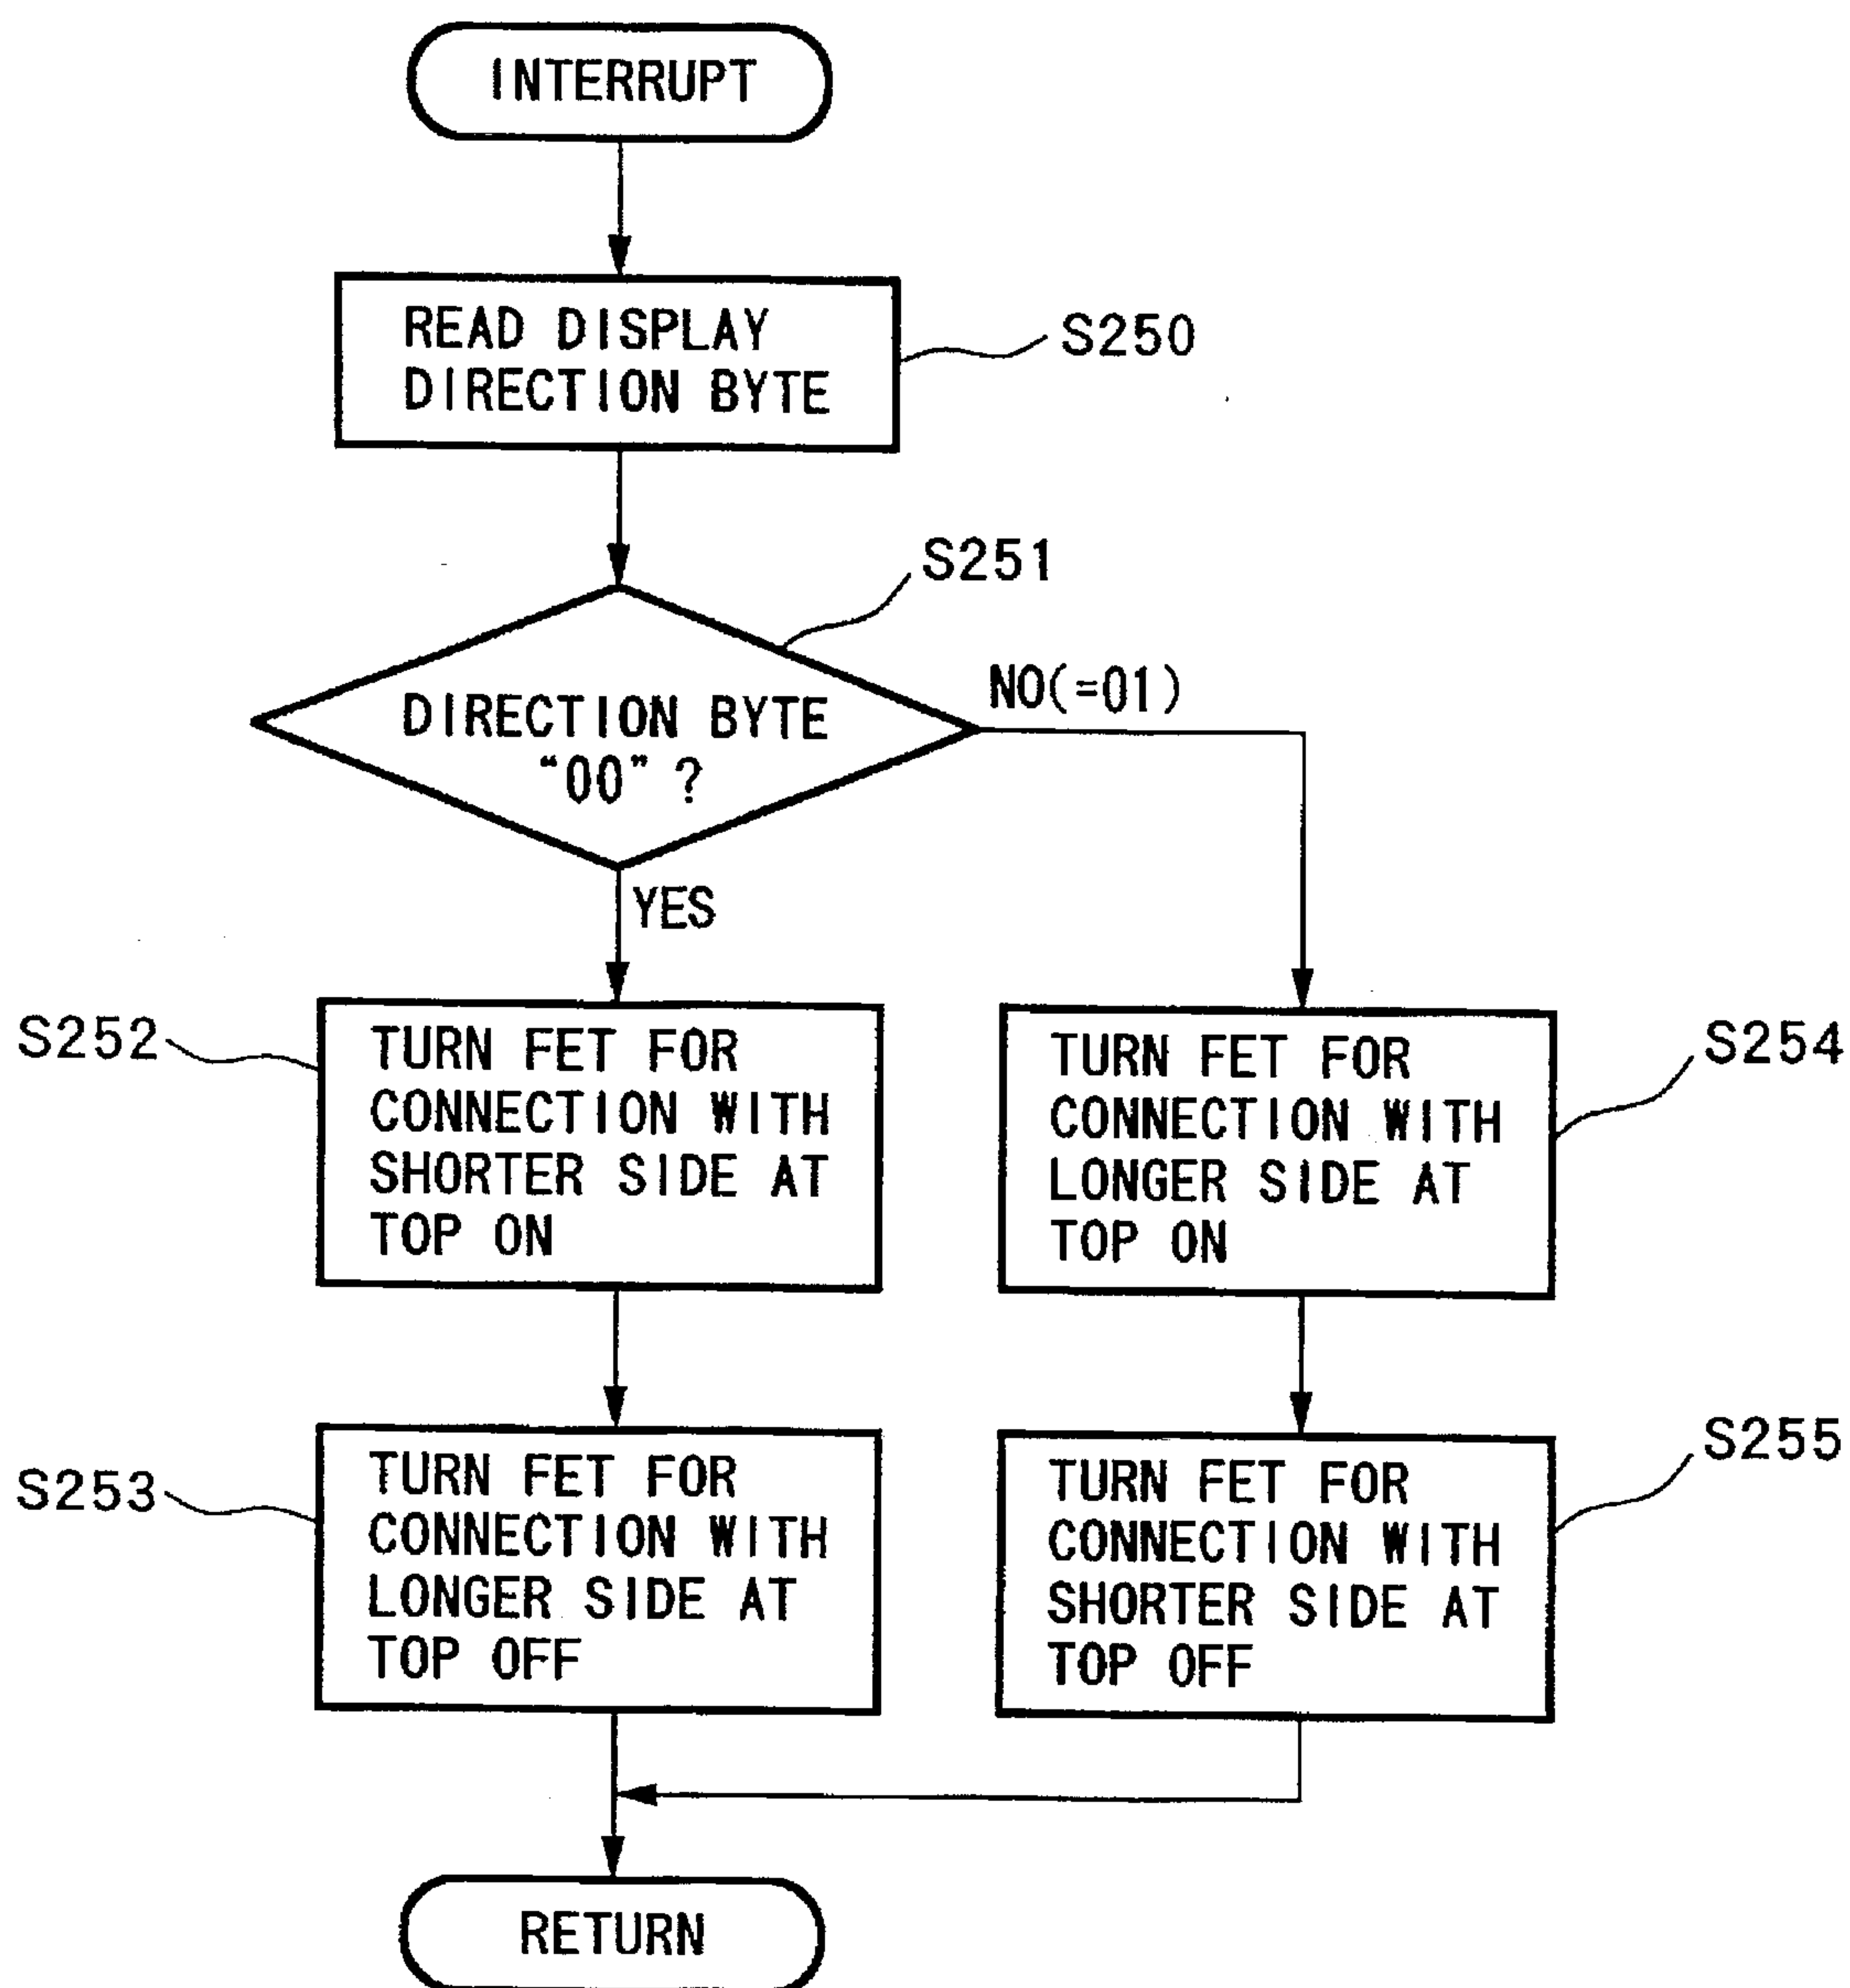 INTERRUPT
READ DISPLAY
DIRECTION BYTE
S250
S251
DIRECTION BYTE
“00” ?
NO(=01)
YES
S252
TURN FET FOR
CONNECTION WITH
SHORTER SIDE AT
TOP ON
TURN FET FOR
CONNECTION WITH
LONGER SIDE AT
TOP ON
S254
S253
TURN FET FOR
CONNECTION WITH
LONGER SIDE AT
TOP OFF
TURN FET FOR
CONNECTION WITH
SHORTER SIDE AT
TOP OFF
S255
RETURN